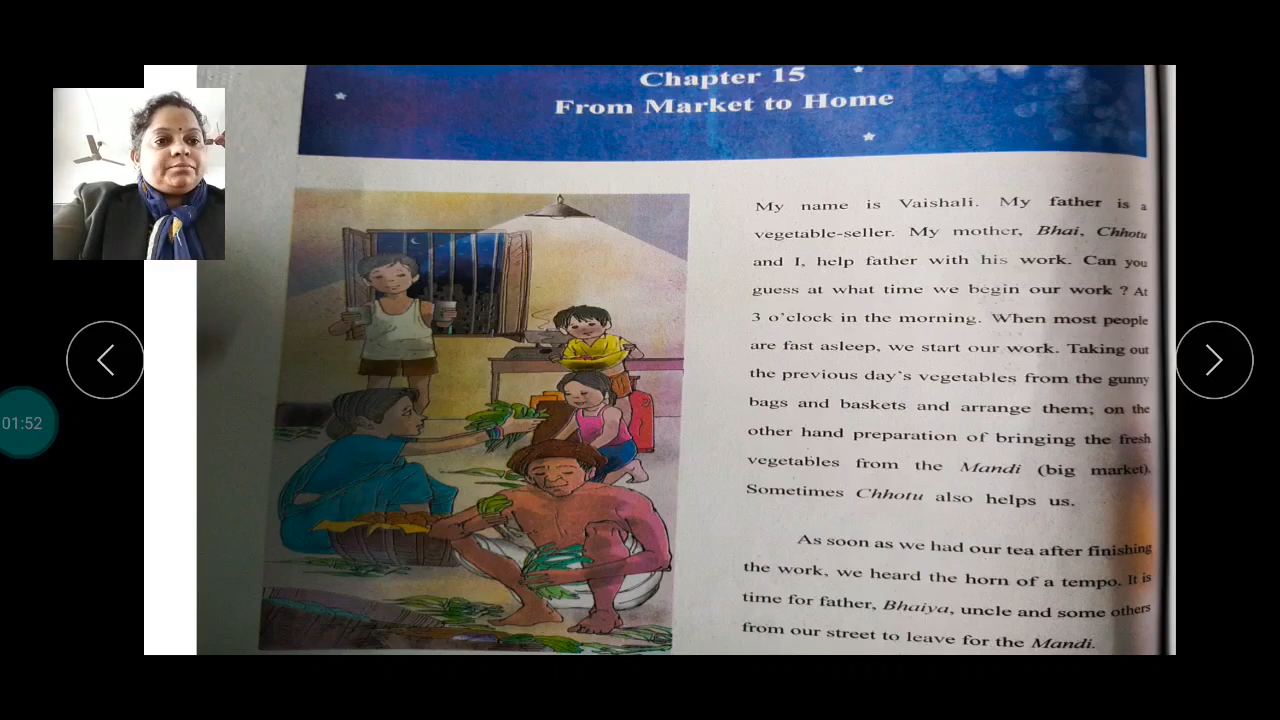 Chapter 15
From Market to Home
My name is Vaishali. My father is a
vegetable-seller. My mother, Bhai, Chhotu
and I, help father with his work. Can you
guess at what time we begin our work ? At
3 o'clock in the morning. When most people
are fast asleep, we start our work. Taking out
the previous day's vegetables from the gunny
bags and baskets and arrange them; on the
other hand preparation of bringing the fresh
vegetables from the Mandi (big market).
Sometimes Chhotu also helps us.
As soon as we had our tea after finishing
the work, we heard the horn of a tempo. It is
time for father, Bhaiya, uncle and some others
from our street to leave for the Mandi.
01:52